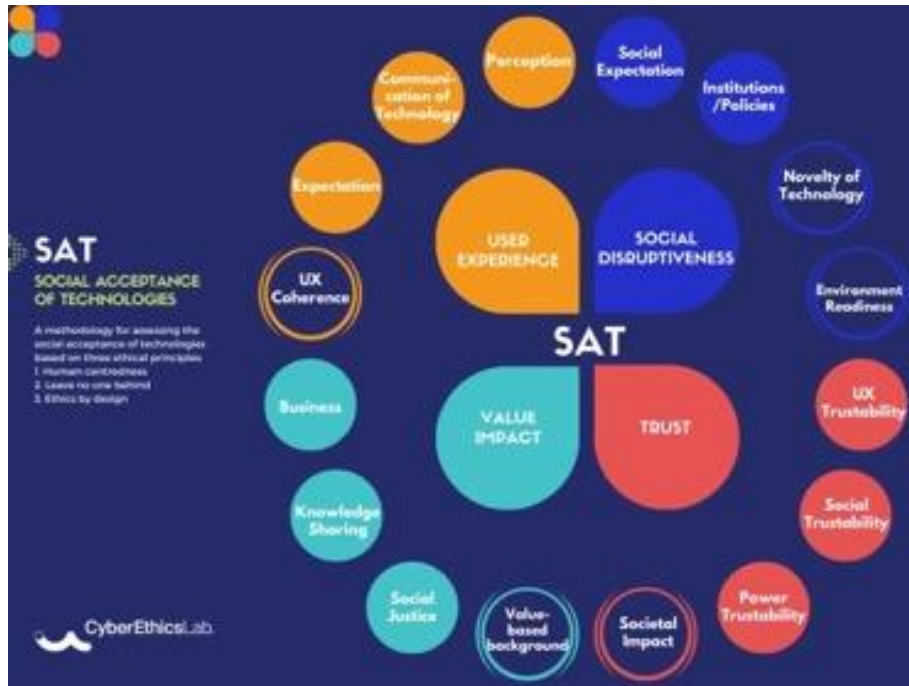 SAT
SOCIAL ACCEPTANCE
OF TECHNOLOGIES
A methodology for assessing the
social acceptance of technologies
based on three ethical principles
1. Human centredness
2. Leave no one behind
3. Ethics by design
Perception
Social
Expectation
Communi-
cation of
Technology
Institutions
/Policies
Expectation
Novelty of
Technology
USER
EXPERIENCE
SOCIAL
DISRUPTIVENESS
UX
Coherence
Environment
Readiness
SAT
Business
VALUE
IMPACT
TRUST
UX
Trustability
Knowledge
Sharing
Social
Trustability
Social
Justice
Value-
based
background
Societal
Impact
Power
Trustability
CyberEthicsLab.